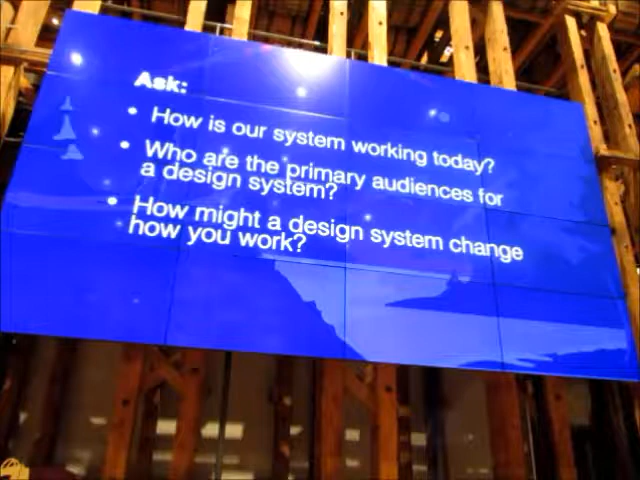 Ask:
• How is our system working today?
• Who are the primary audiences for
a design system?
• How might a design system change
how you work?